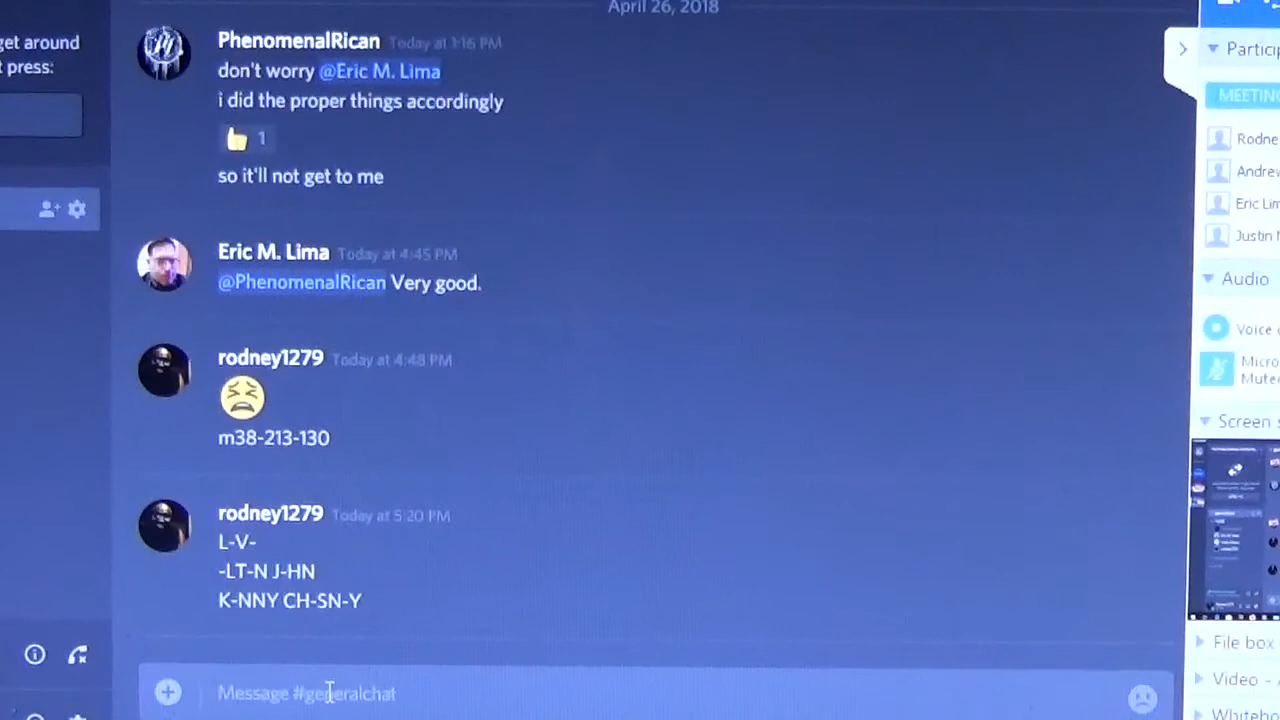 April 26, 2018
get around
t press:
PhenomenalRican Today at 1:16 PM
don't worry @Eric M. Lima
i did the proper things accordingly
1
so it'll not get to me
Eric M. Lima Today at 4:45 PM
@PhenomenalRican Very good.
rodney1279 Today at 4:48 PM
m38-213-130
rodney1279 Today at 5:20 PM
L-V-
-LT-N J-HN
K-NNY CH-SN-Y
Message #generalchat
Partici
MEETING
Rodne
Andrew
Eric Lim
Justin
Audio
Voice
Micro
Mute
Screen s
File box
Video -
Whitebo